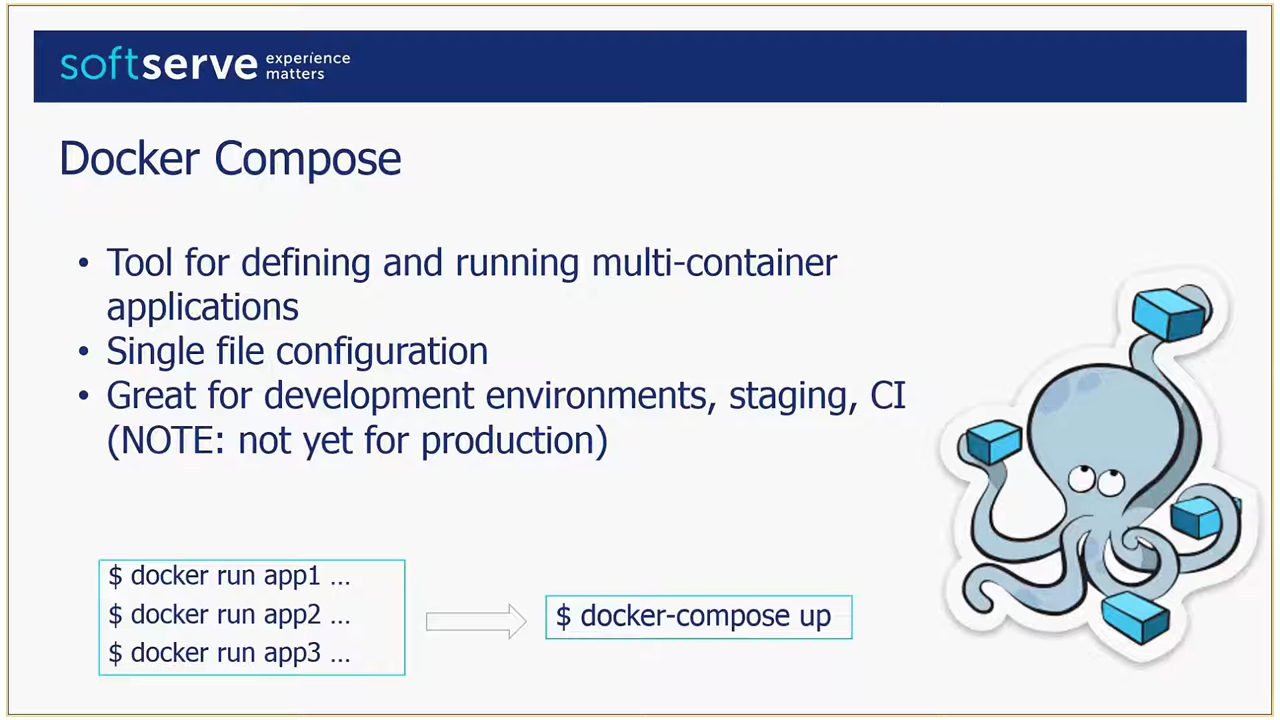 softserve experience
matters
Docker Compose
• Tool for defining and running multi-container
applications
• Single file configuration
• Great for development environments, staging, CI
(NOTE: not yet for production)
$ docker run app1 ...
$ docker run app2 ...
$ docker run app3 ...
$ docker-compose up